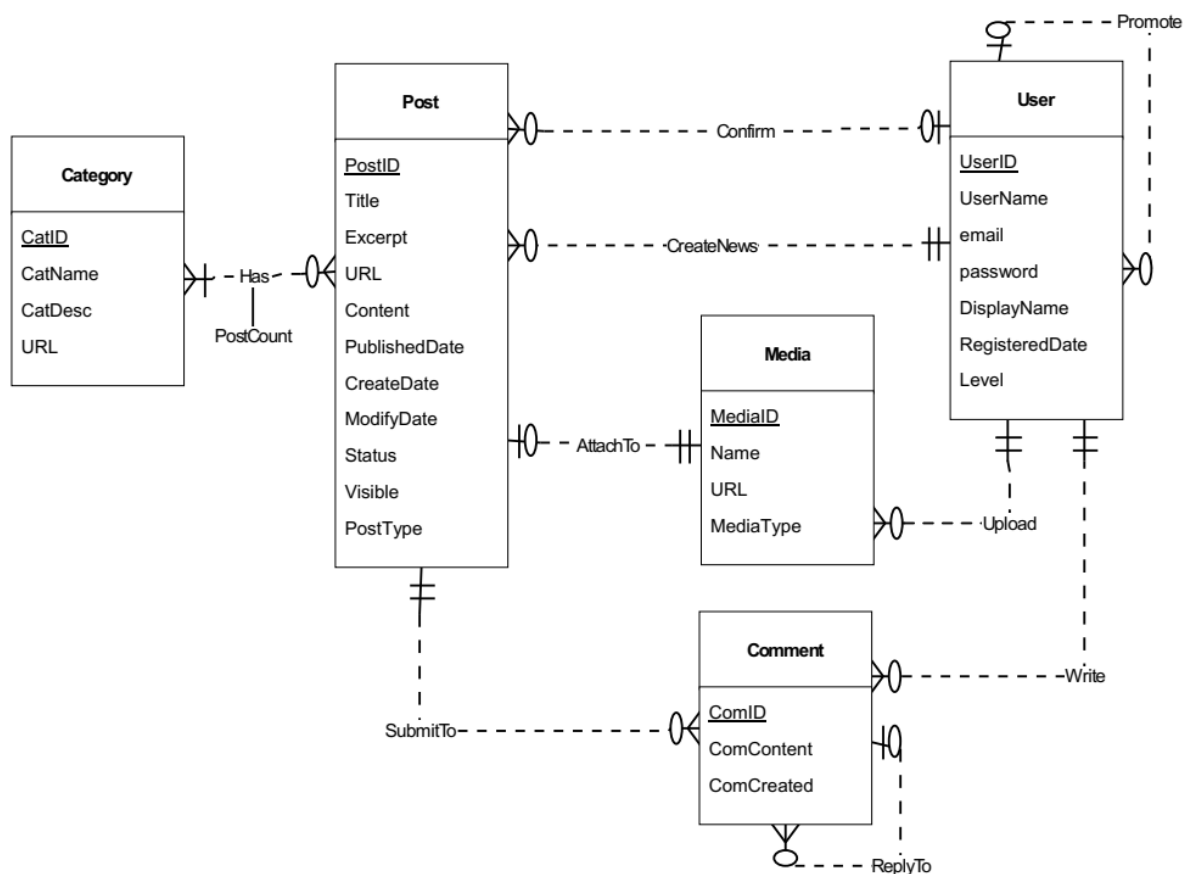 Promote
Post
User
Confirm
Category
PostID
UserID
Title
UserName
CatID
Excerpt
CreateNews
email
CatName
Has
URL
password
CatDesc
Content
DisplayName
PostCount
URL
PublishedDate
Media
RegisteredDate
CreateDate
Level
ModifyDate
AttachTo
MediaID
Status
Name
Visible
URL
PostType
MediaType
Upload
Comment
Write
SubmitTo
ComID
ComContent
ComCreated
ReplyTo